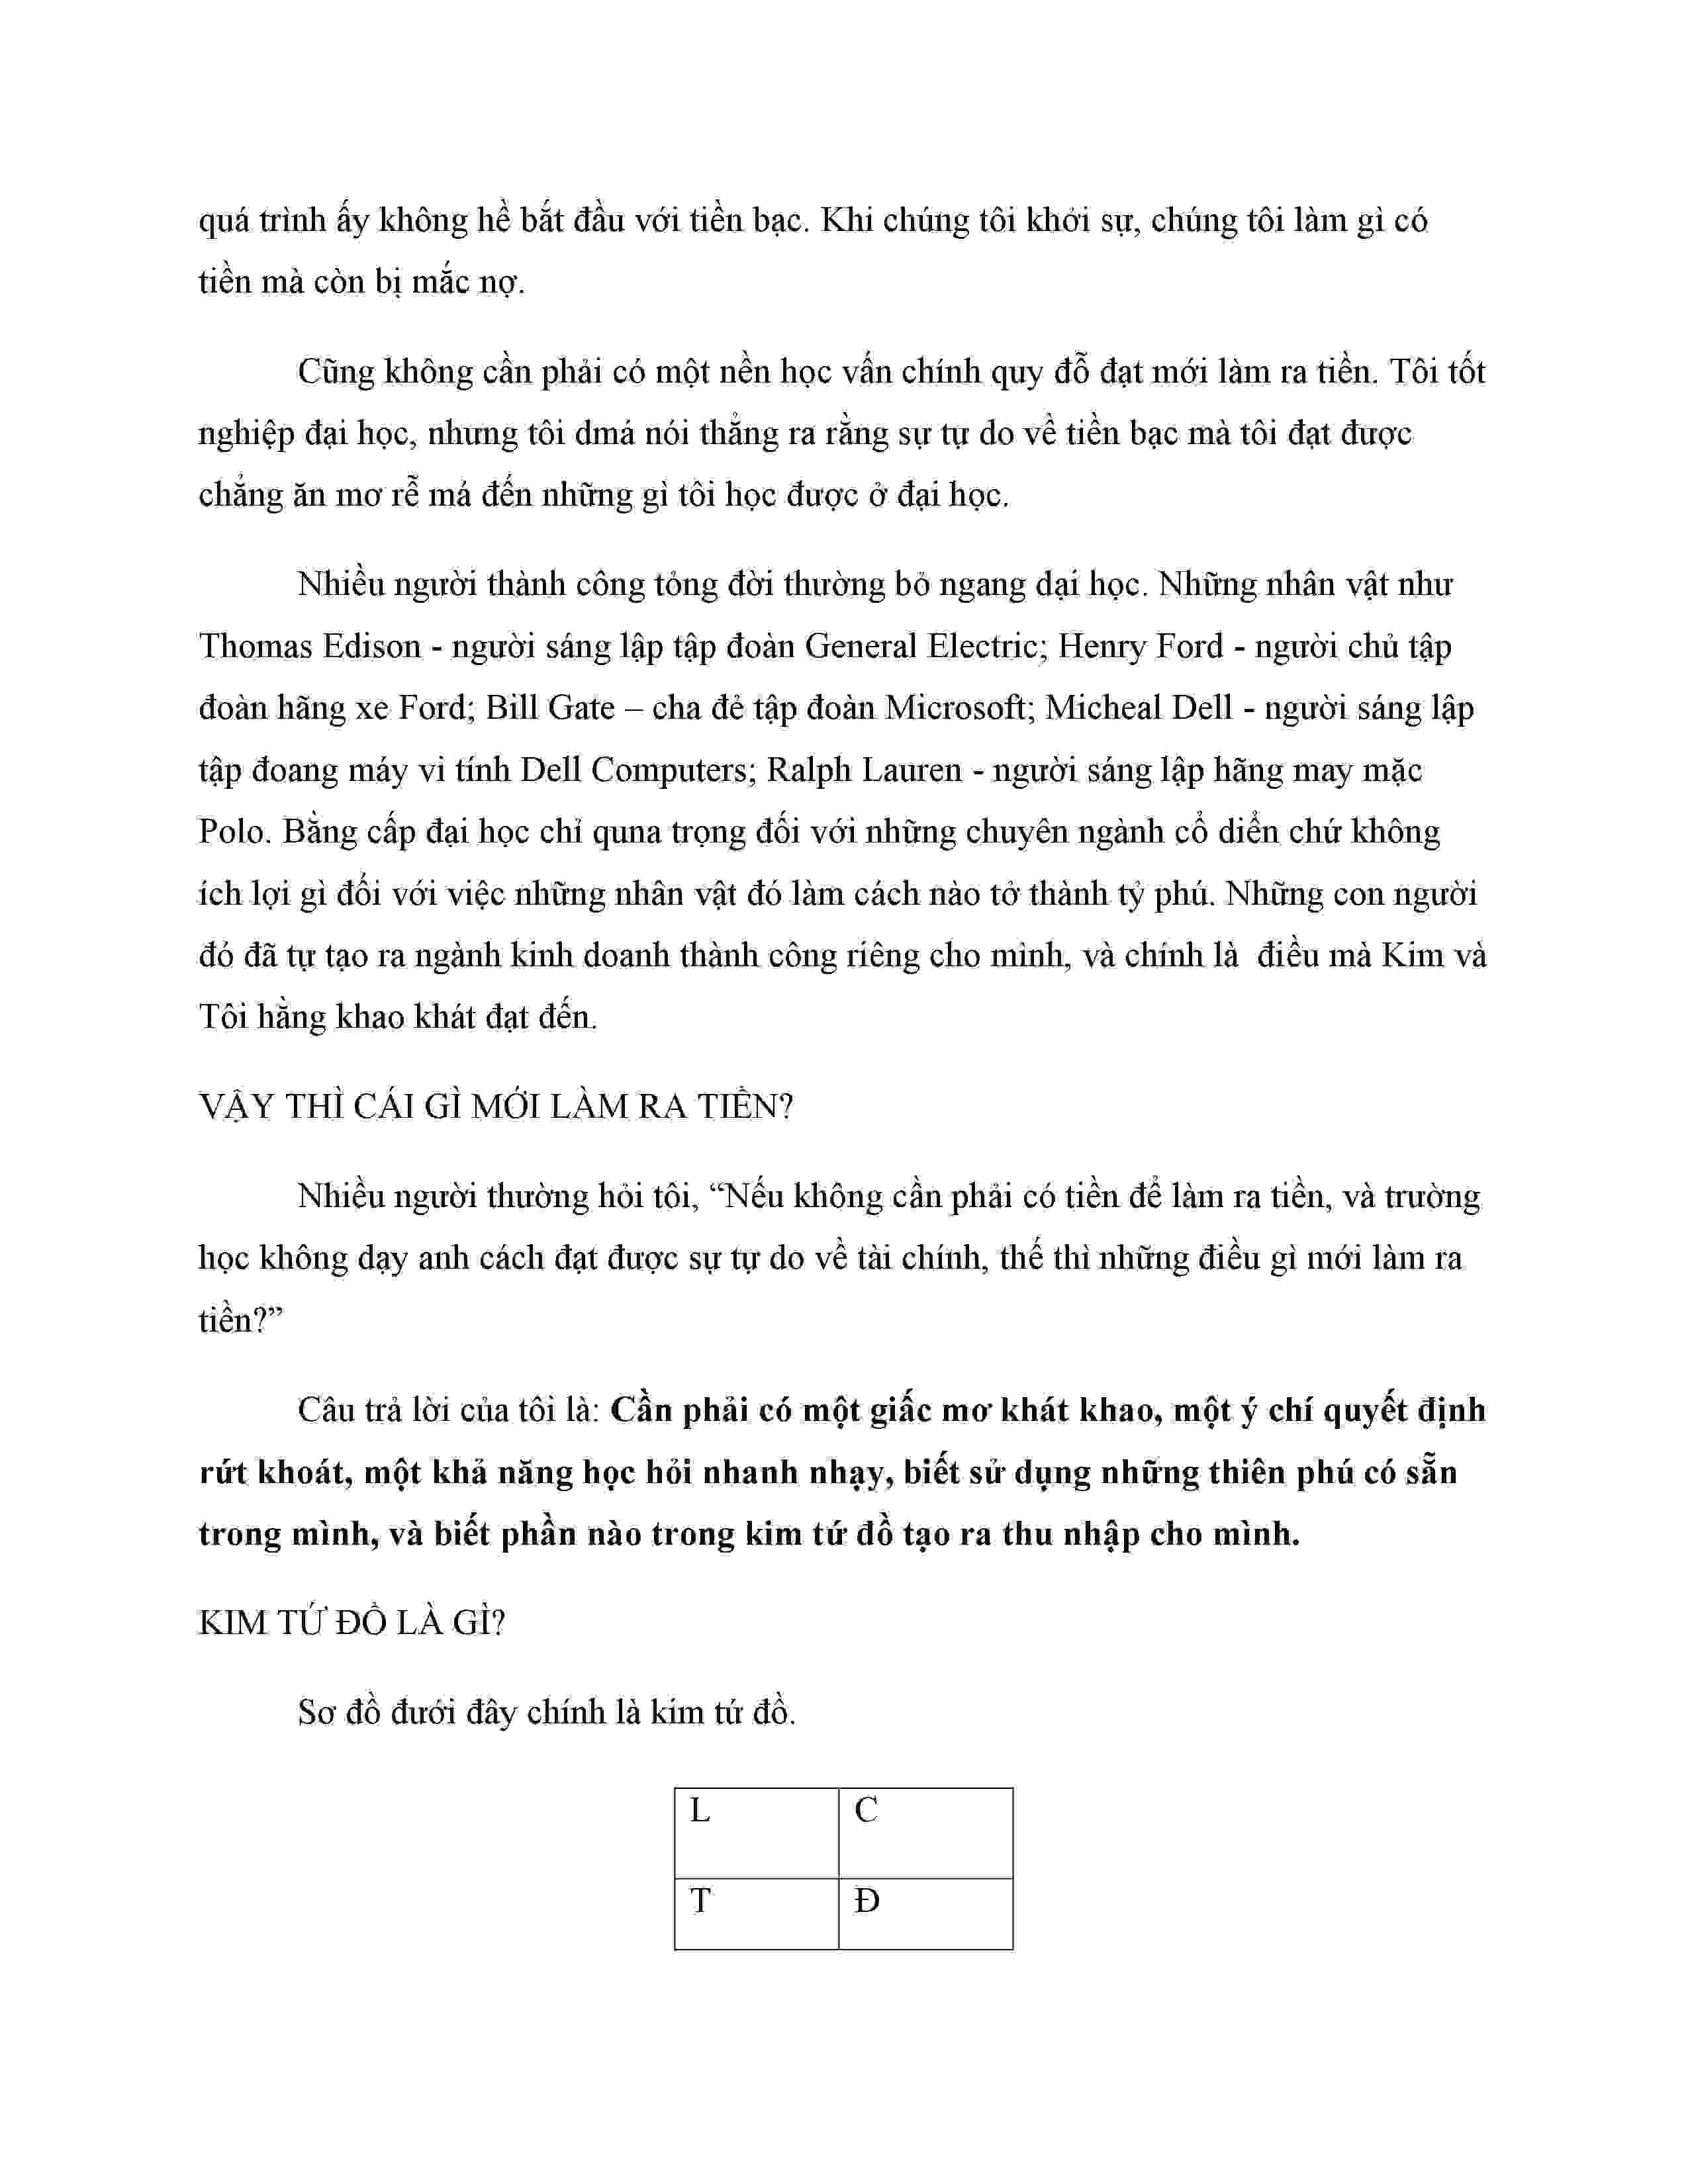 quá trình ấy không hề bắt đầu với tiền bạc. Khi chúng tôi khởi sự, chúng tôi làm gì có
tiền mà còn bị mắc nợ.
Cũng không cần phải có một nền học vấn chính quy đỗ đạt mới làm ra tiền. Tôi tốt
nghiệp đại học, nhưng tôi dmá nói thẳng ra rằng sự tự do về tiền bạc mà tôi đạt được
chẳng ăn mơ rễ má đến những gì tôi học được ở đại học.
Nhiều người thành công tỏng đời thường bỏ ngang dại học. Những nhân vật như
Thomas Edison - người sáng lập tập đoàn General Electric; Henry Ford - người chủ tập
đoàn hãng xe Ford; Bill Gate – cha đẻ tập đoàn Microsoft; Micheal Dell - người sáng lập
tập đoang máy vi tính Dell Computers; Ralph Lauren - người sáng lập hãng may mặc
Polo. Bằng cấp đại học chỉ quna trọng đối với những chuyên ngành cổ diển chứ không
ích lợi gì đối với việc những nhân vật đó làm cách nào tở thành tỷ phú. Những con người
đó đã tự tạo ra ngành kinh doanh thành công riêng cho mình, và chính là  điều mà Kim và
Tôi hằng khao khát đạt đến.
VẬY THÌ CÁI GÌ MỚI LÀM RA TIỀN?
Nhiều người thường hỏi tôi, “Nếu không cần phải có tiền để làm ra tiền, và trường
học không dạy anh cách đạt được sự tự do về tài chính, thế thì những điều gì mới làm ra
tiền?”
Câu trả lời của tôi là: Cần phải có một giấc mơ khát khao, một ý chí quyết định
rứt khoát, một khả năng học hỏi nhanh nhạy, biết sử dụng những thiên phú có sẵn
trong mình, và biết phần nào trong kim tứ đồ tạo ra thu nhập cho mình.
KIM TỨ ĐỒ LÀ GÌ?
Sơ đồ dưới đây chính là kim tứ đồ.
L C
T Đ